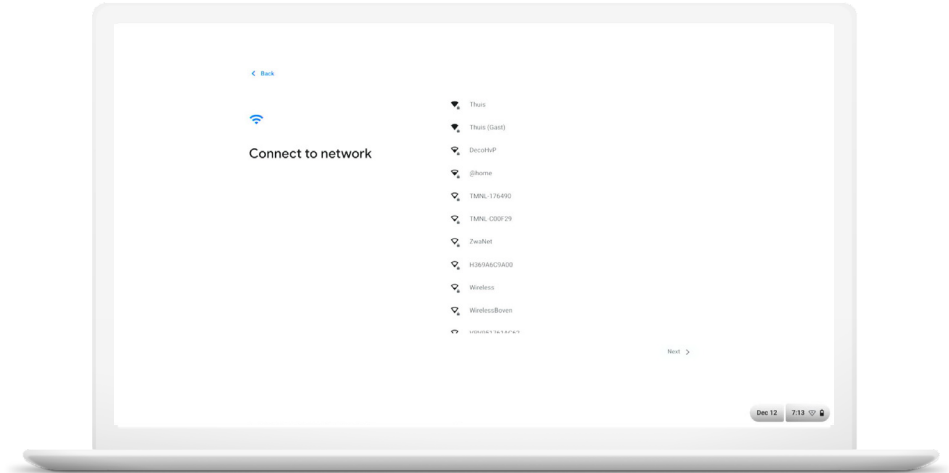 Back
Connect to network
Thuis
Thuis (Gast)
DecoHvP
@home
TMNL-176490
TMNL-C00F29
ZwaNet
H369A6C9A00
Wireless
WirelessBoven
Next
Dec 12 7:13